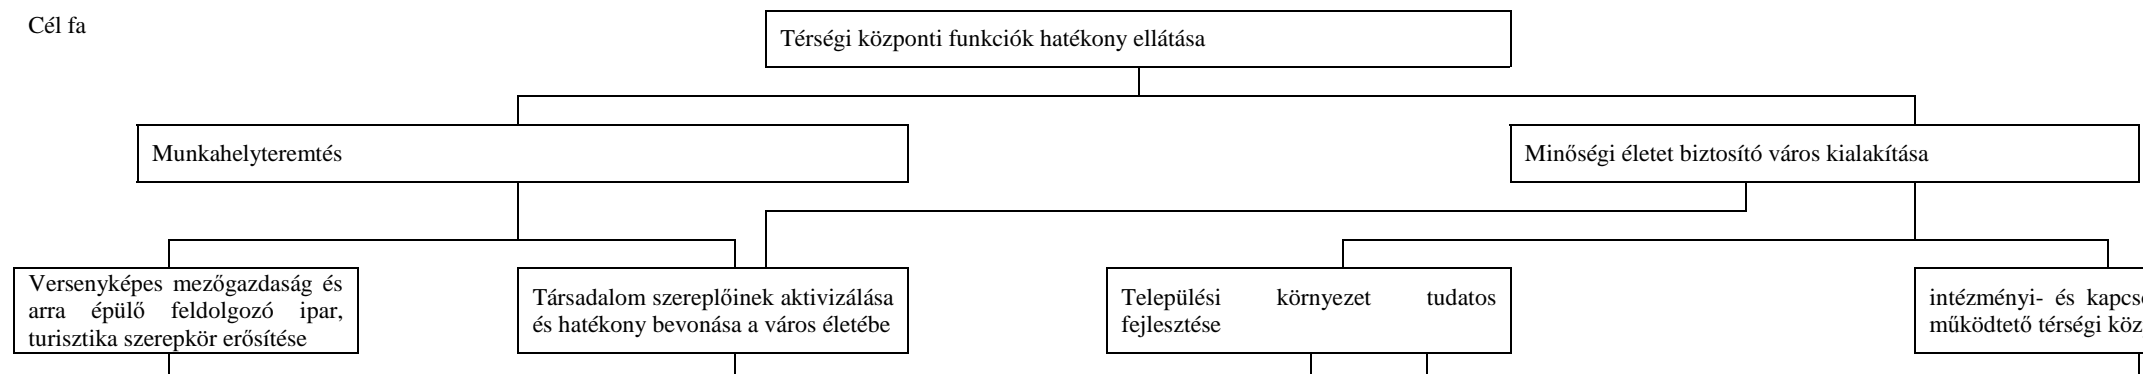 Cél fa
Térségi központi funkciók hatékony ellátása
Munkahelyteremtés
Minőségi életet biztosító város kialakítása
Versenyképes mezőgazdaság és
arra épülő feldolgozó ipar,
turisztika szerepkör erősítése
Társadalom szereplőinek aktivizálása
és hatékony bevonása a város életébe
Települési környezet tudatos
fejlesztése
intézményi- és
működtető térségi